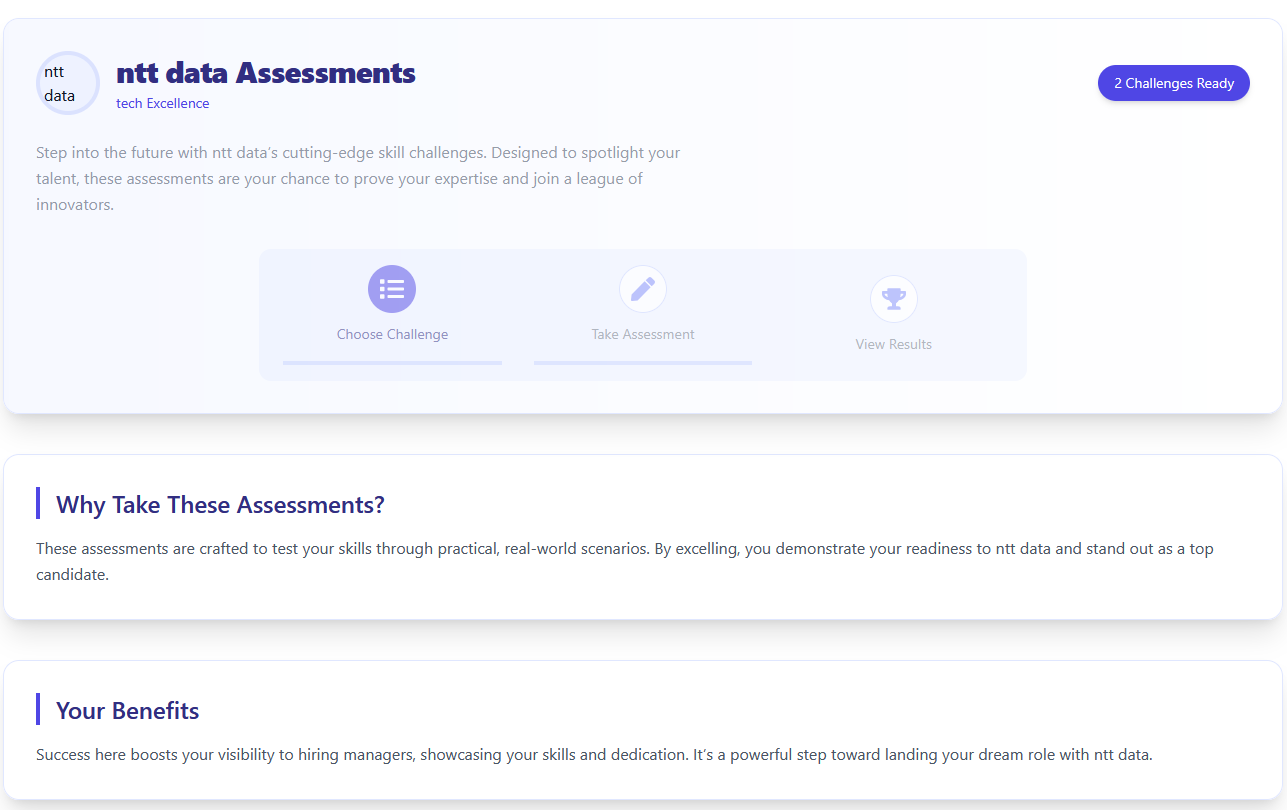 ntt
data
ntt data Assessments
tech Excellence
2 Challenges Ready
Step into the future with ntt data's cutting-edge skill challenges. Designed to spotlight your
talent, these assessments are your chance to prove your expertise and join a league of
innovators.
Choose Challenge
Take Assessment
View Results
Why Take These Assessments?
These assessments are crafted to test your skills through practical, real-world scenarios. By excelling, you demonstrate your readiness to ntt data and stand out as a top
candidate.
Your Benefits
Success here boosts your visibility to hiring managers, showcasing your skills and dedication. It's a powerful step toward landing your dream role with ntt data.